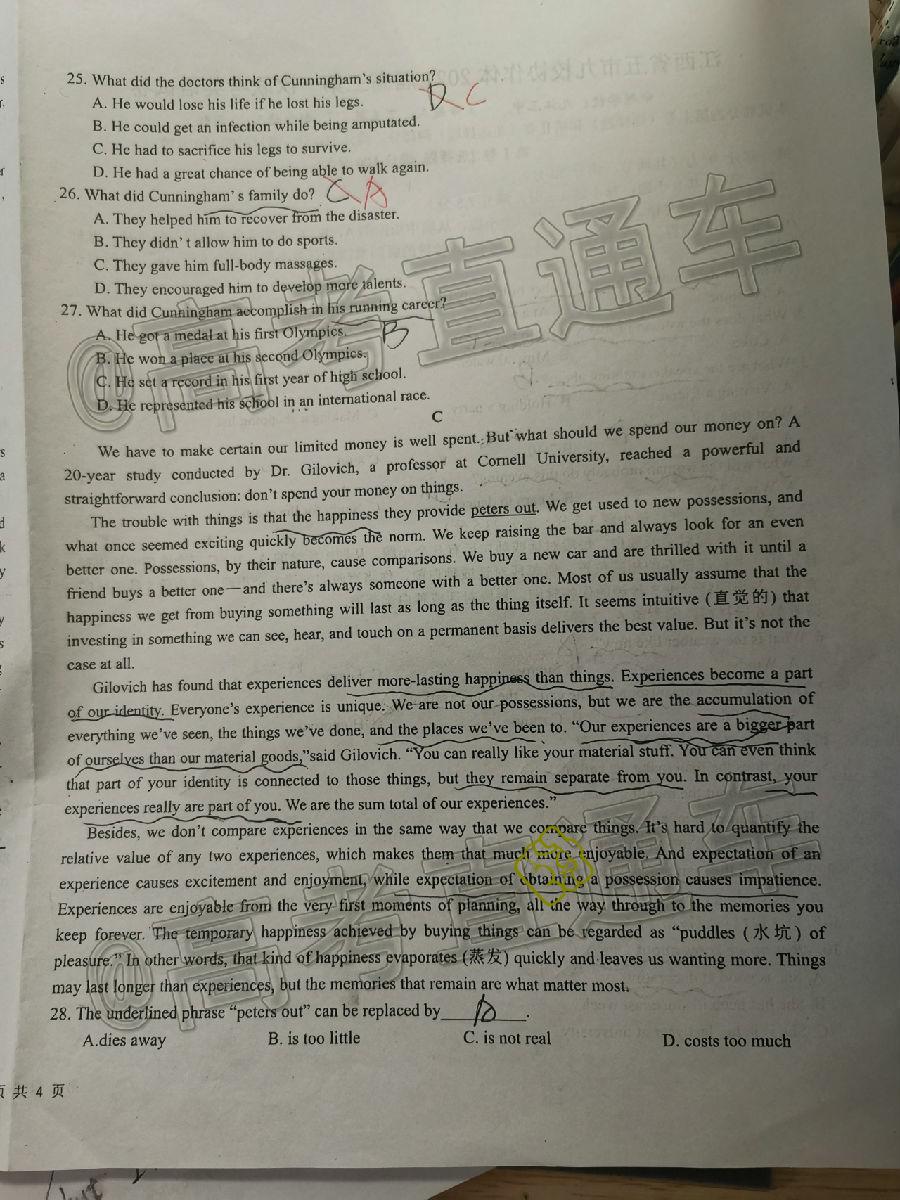 25. What did the doctors think of Cunningham's situation?
D C
A. He would lose his life if he lost his legs.
B. He could get an infection while being amputated.
C. He had to sacrifice his legs to survive.
D. He had a great chance of being able to walk again.
26. What did Cunningham's family do? C A
A. They helped him to recover from the disaster.
B. They didn't allow him to do sports.
C. They gave him full-body massages.
D. They encouraged him to develop more talents.
27. What did Cunningham accomplish in his running career?
A. He got a medal at his first Olympics. B
B. He won a place at his second Olympics.
C. He set a record in his first year of high school.
D. He represented his school in an international race.
C
We have to make certain our limited money is well spent. But what should we spend our money on? A
20-year study conducted by Dr. Gilovich, a professor at Cornell University, reached a powerful and
straightforward conclusion: don't spend your money on things.
The trouble with things is that the happiness they provide peters out. We get used to new possessions, and
what once seemed exciting quickly becomes the norm. We keep raising the bar and always look for an even
better one. Possessions, by their nature, cause comparisons. We buy a new car and are thrilled with it until a
friend buys a better one—and there's always someone with a better one. Most of us usually assume that the
happiness we get from buying something will last as long as the thing itself. It seems intuitive (直觉的) that
investing in something we can see, hear, and touch on a permanent basis delivers the best value. But it's not the
case at all.
Gilovich has found that experiences deliver more-lasting happiness than things. Experiences become a part
of our identity. Everyone's experience is unique. We are not our possessions, but we are the accumulation of
everything we've seen, the things we've done, and the places we've been to. "Our experiences are a bigger part
of ourselves than our material goods,"said Gilovich. "You can really like your material stuff. You can even think
that part of your identity is connected to those things, but they remain separate from you. In contrast, your
experiences really are part of you. We are the sum total of our experiences."
Besides, we don't compare experiences in the same way that we compare things. It's hard to quantify the
relative value of any two experiences, which makes them that much more enjoyable. And expectation of an
experience causes excitement and enjoyment, while expectation of obtaining a possession causes impatience.
Experiences are enjoyable from the very first moments of planning, all the way through to the memories you
keep forever. The temporary happiness achieved by buying things can be regarded as "puddles (水坑) of
pleasure." In other words, that kind of happiness evaporates (蒸发) quickly and leaves us wanting more. Things
may last longer than experiences, but the memories that remain are what matter most.
28. The underlined phrase "peters out" can be replaced by ______.
A.dies away B. is too little C. is not real D. costs too much
页 共 4 页
@高考直通车
@高考直通车